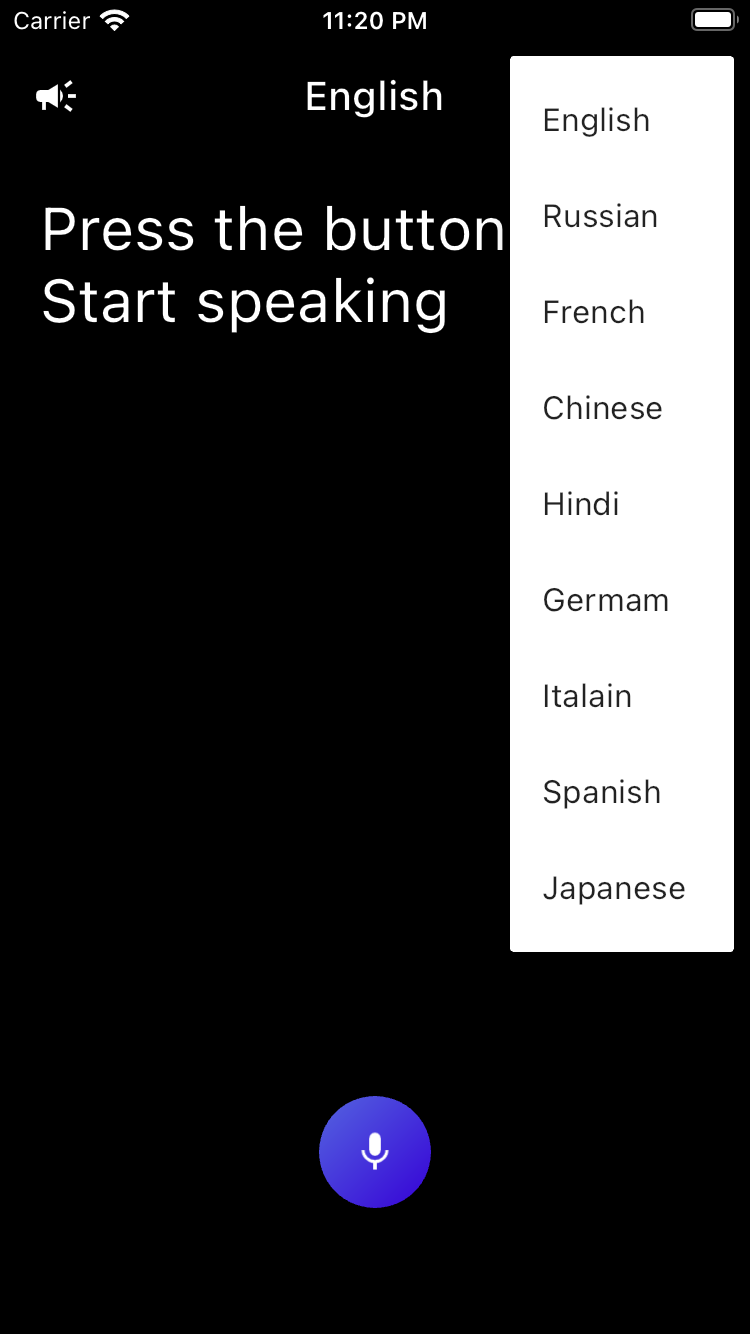 Carrier
11:20 PM
English
Press the button
Start speaking
English
Russian
French
Chinese
Hindi
Germam
Italain
Spanish
Japanese